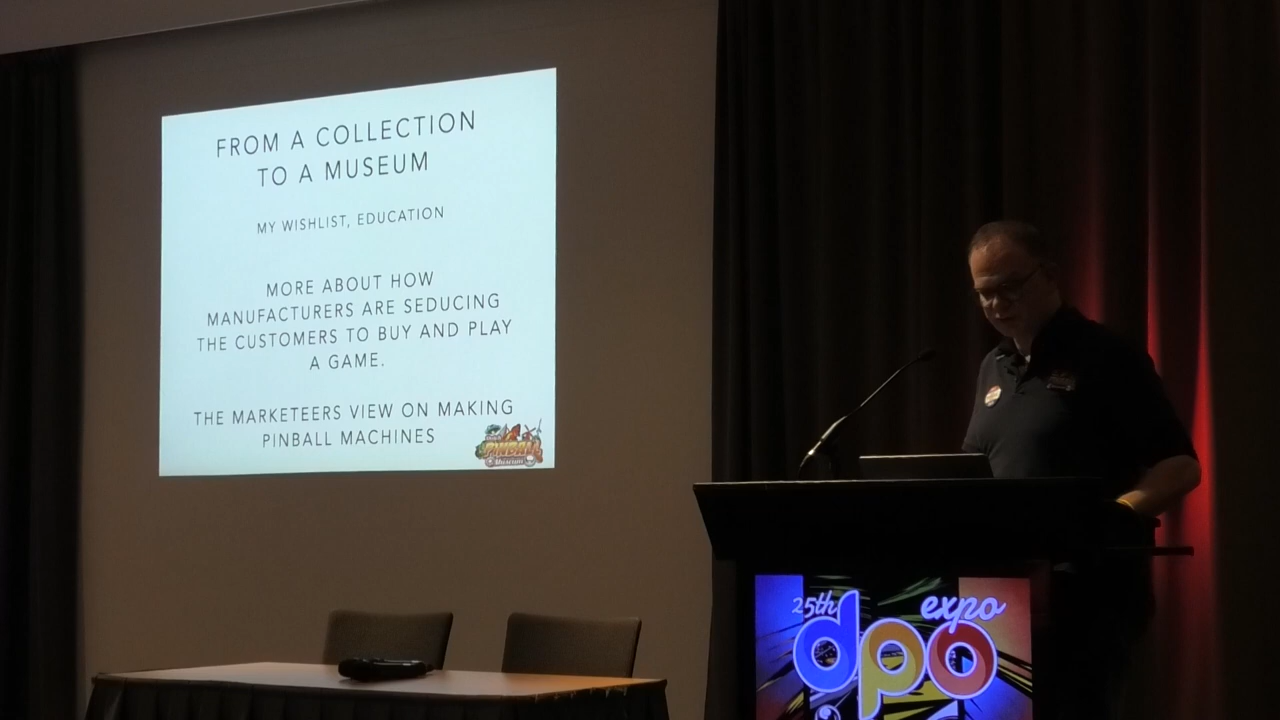 FROM A COLLECTION
TO A MUSEUM
MY WISHLIST, EDUCATION
MORE ABOUT HOW
MANUFACTURERS ARE SEDUCING
THE CUSTOMERS TO BUY AND PLAY
A GAME.
THE MARKETEERS VIEW ON MAKING
PINBALL MACHINES
PINBALL
Museum
25th expo
dpo